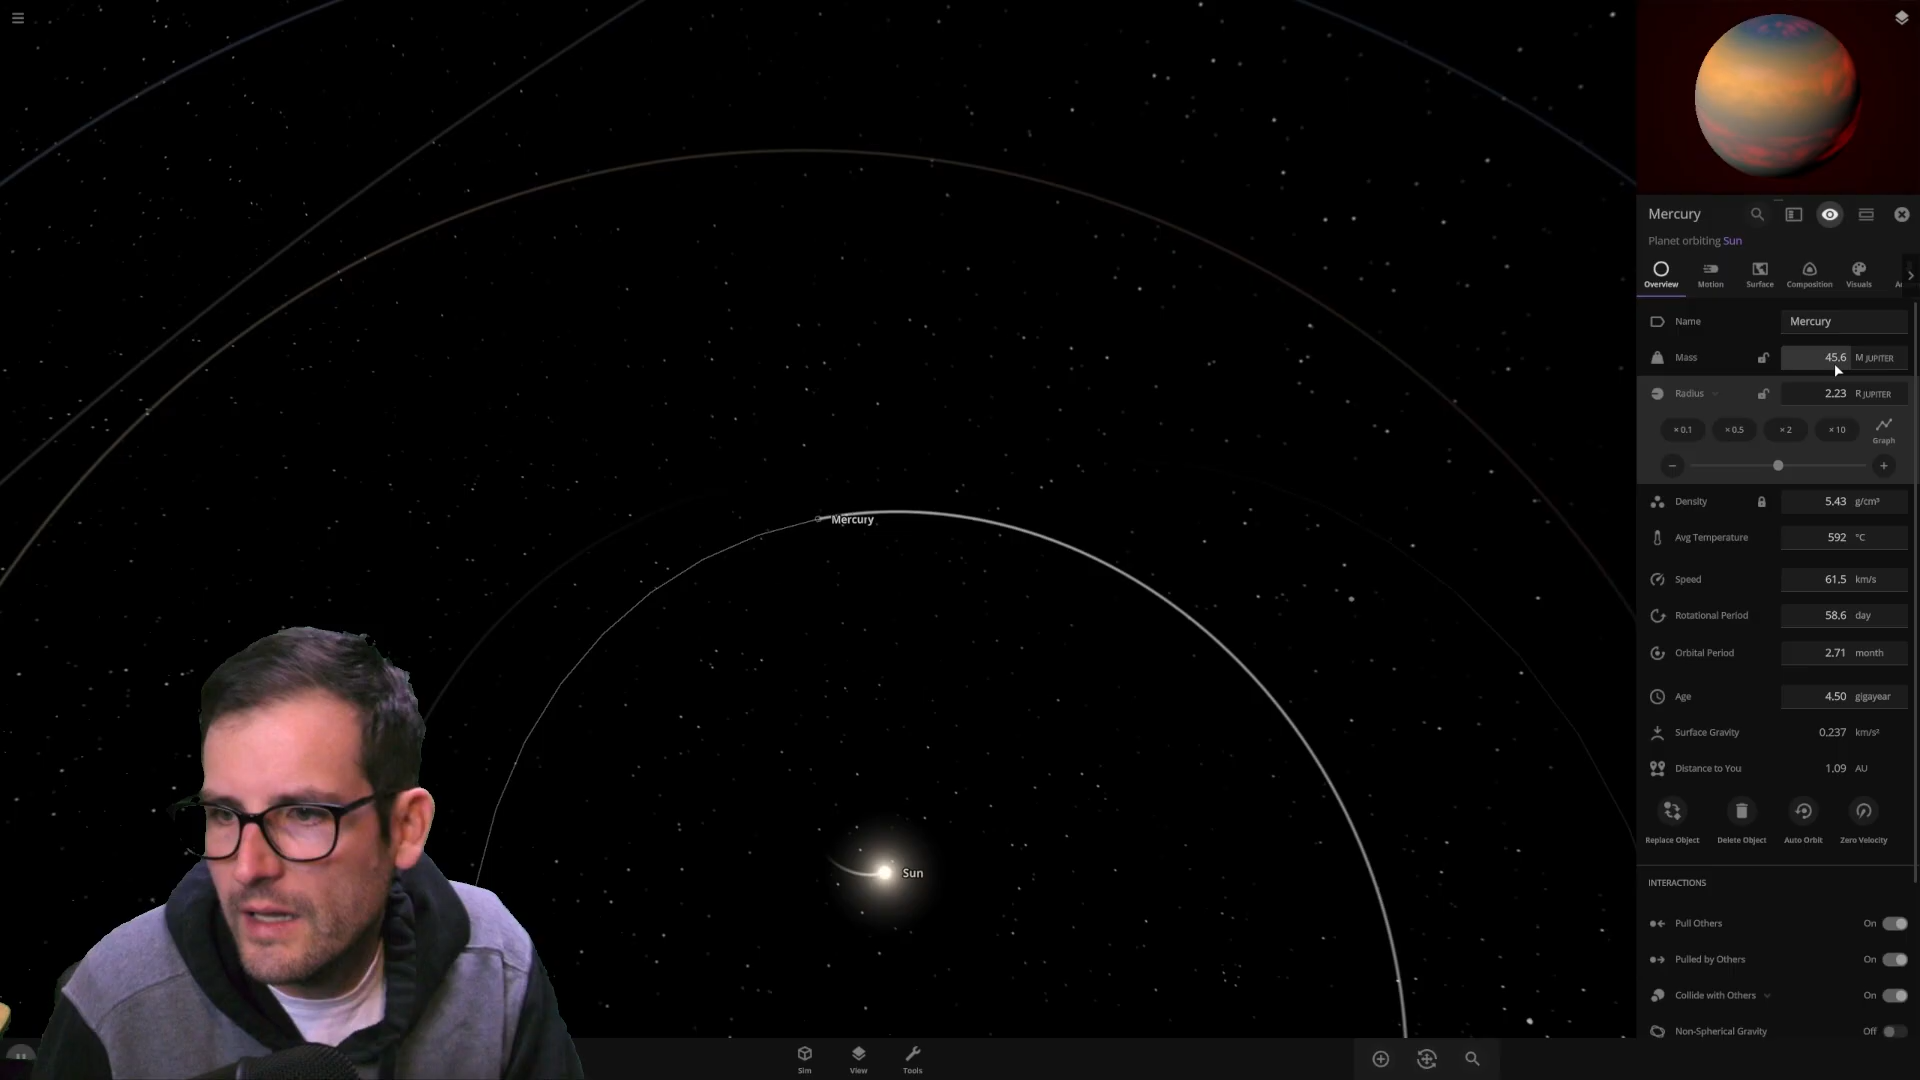 Mercury
Planet orbiting Sun
Overview
Motion
Surface
Composition
Visuals
Name Mercury
Mass 45.6 M JUPITER
Radius 2.23 R JUPITER
× 0.1 × 0.5 × 2 × 10 Graph
Density 5.43 g/cm³
Avg Temperature 592 °C
Speed 61.5 km/s
Rotational Period 58.6 day
Orbital Period 2.71 month
Age 4.50 gigayear
Surface Gravity 0.237 km/s²
Distance to You 1.09 AU
Replace Object Delete Object Auto Orbit Zero Velocity
INTERACTIONS
Pull Others On
Pulled by Others On
Collide with Others On
Non-Spherical Gravity Off
Mercury
Sun
Sim View Tools